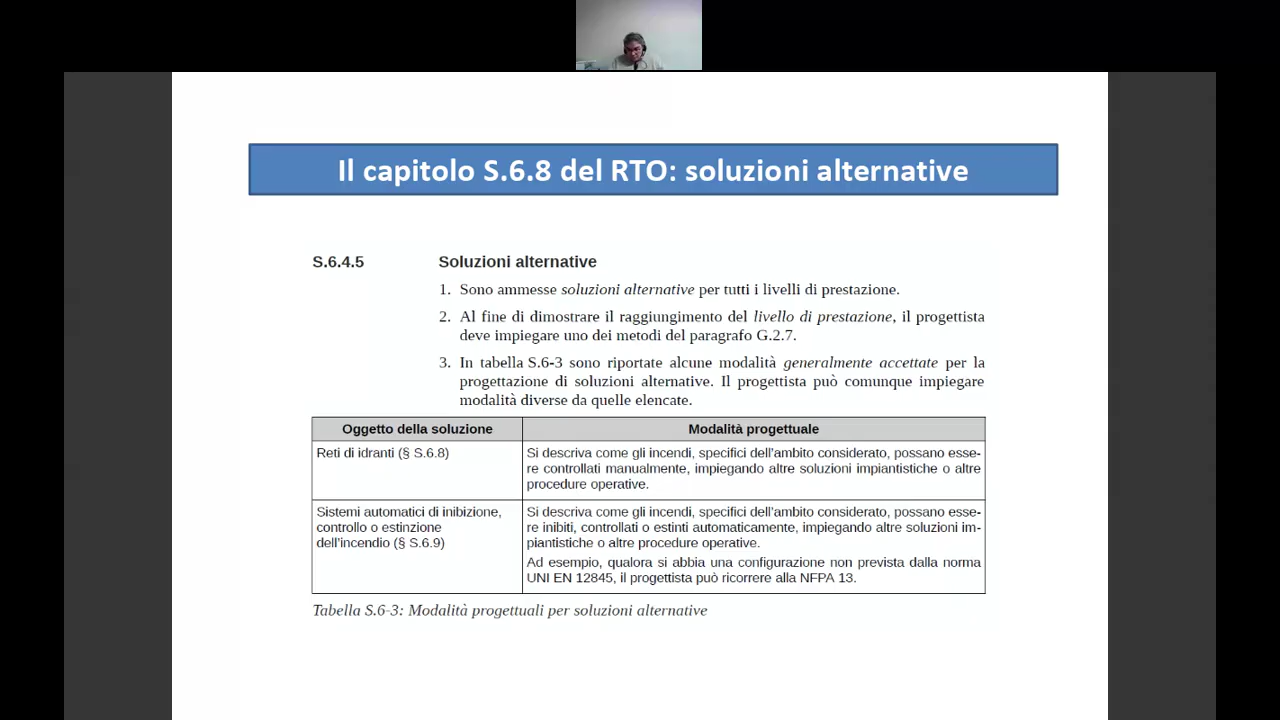 Il capitolo S.6.8 del RTO: soluzioni alternative
S.6.4.5 Soluzioni alternative
1. Sono ammesse soluzioni alternative per tutti i livelli di prestazione.
2. Al fine di dimostrare il raggiungimento del livello di prestazione, il progettista
deve impiegare uno dei metodi del paragrafo G.2.7.
3. In tabella S.6-3 sono riportate alcune modalità generalmente accettate per la
progettazione di soluzioni alternative. Il progettista può comunque impiegare
modalità diverse da quelle elencate.
Oggetto della soluzione Modalità progettuale
Reti di idranti (§ S.6.8)
Si descriva come gli incendi, specifici dell'ambito considerato, possano esse-
re controllati manualmente, impiegando altre soluzioni impiantistiche o altre
procedure operative.
Sistemi automatici di inibizione,
controllo o estinzione
dell'incendio (§ S.6.9)
Si descriva come gli incendi, specifici dell'ambito considerato, possano esse-
re inibiti, controllati o estinti automaticamente, impiegando altre soluzioni im-
piantistiche o altre procedure operative.
Ad esempio, qualora si abbia una configurazione non prevista dalla norma
UNI EN 12845, il progettista può ricorrere alla NFPA 13.
Tabella S.6-3: Modalità progettuali per soluzioni alternative